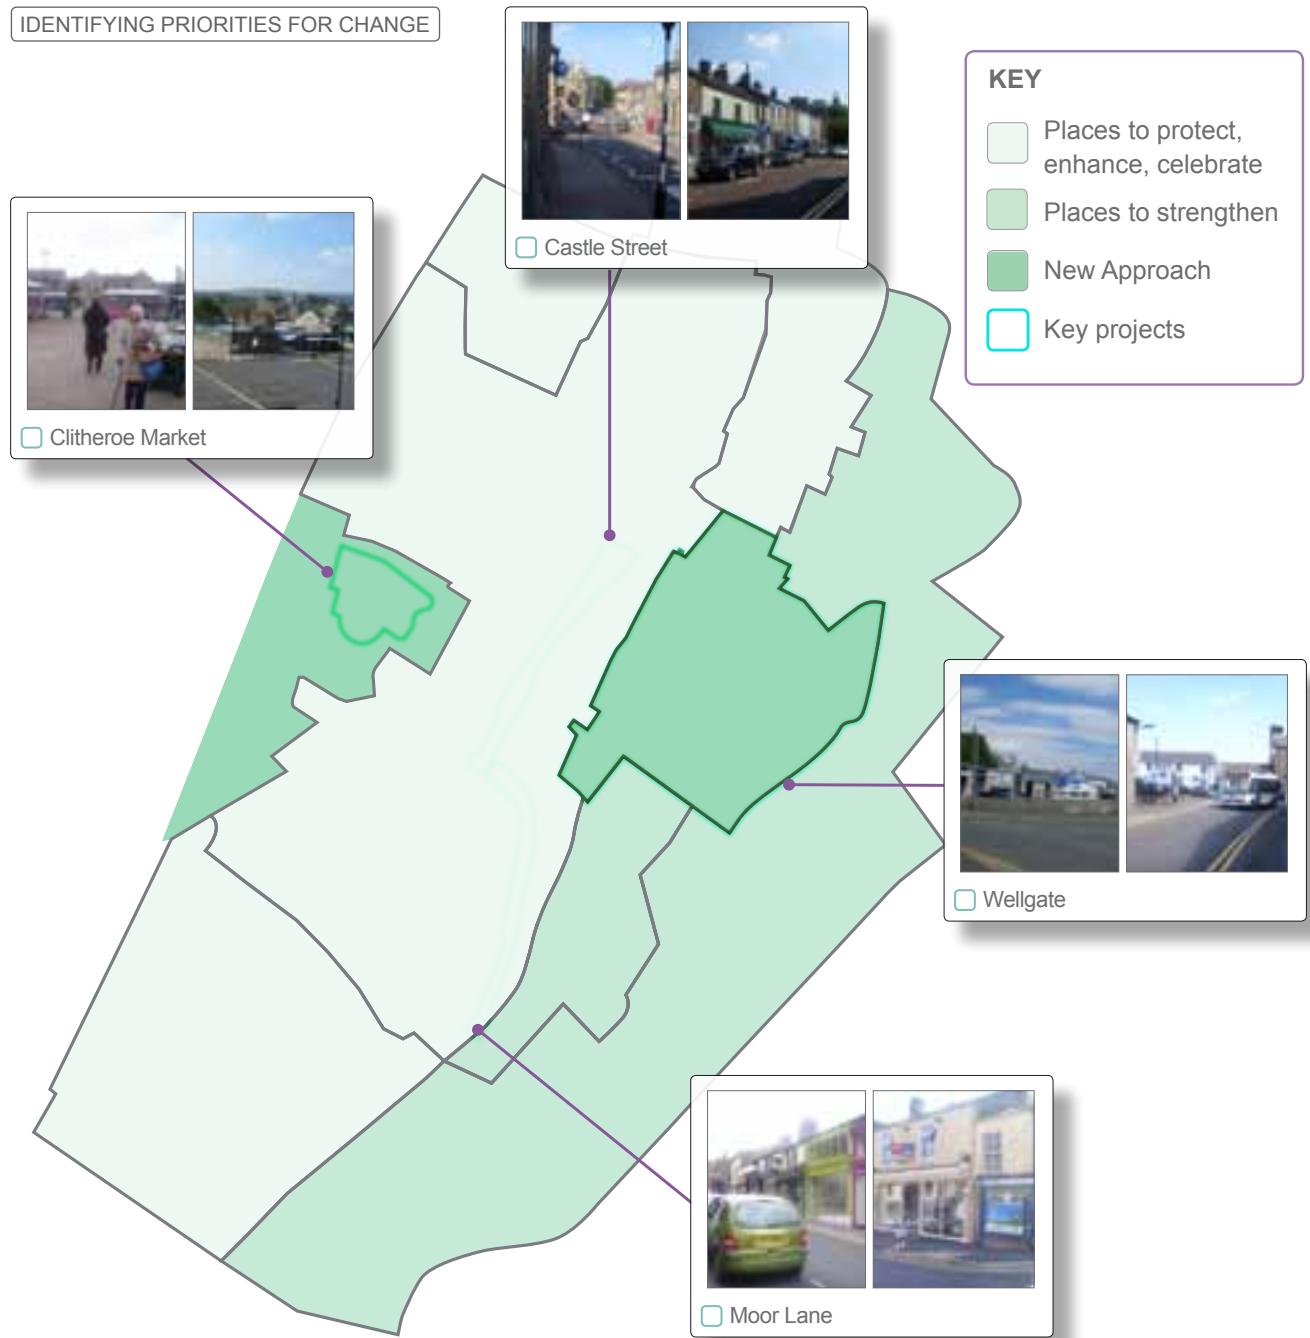 IDENTIFYING PRIORITIES FOR CHANGE
Castle Street
KEY
Places to protect,
enhance, celebrate
Places to strengthen
New Approach
Key projects
Clitheroe Market
Wellgate
Moor Lane